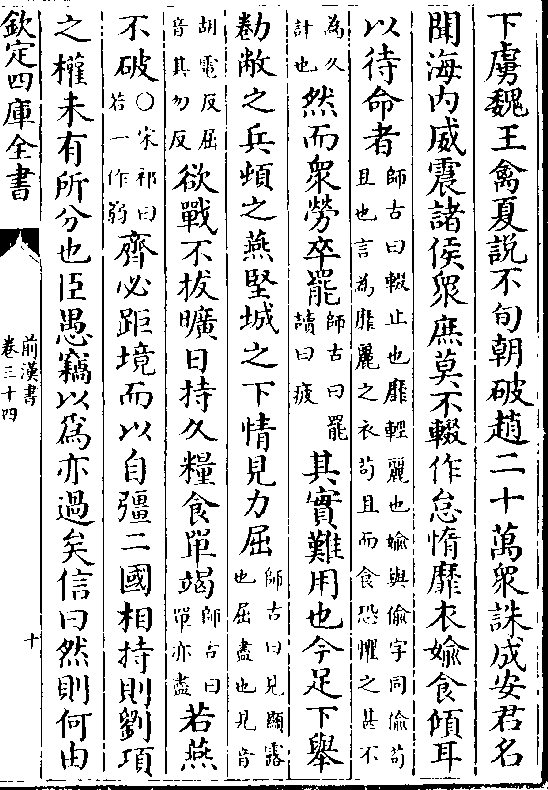 下虜魏王禽夏説不旬朝破趙二十萬衆誅成安君名
聞海内威震諸侯衆庶莫不輟作怠惰靡衣媮食傾耳
以待命者師古曰輟止也靡輕麗也媮與偷字同偷苟且也言為靡麗之衣苟且而食恐懼之甚不
為久計也然而衆勞卒罷師古曰罷讀曰疲其實難用也今足下舉
勌敝之兵頓之燕堅城之下情見力屈師古曰見顯露也屈盡也見音
胡電反屈音其勿反欲戰不拔曠日持久糧食單竭師古曰單亦盡若燕
不破○宋祁曰若一作弱齊必距境而以自彊二國相持則劉項
之權未有所分也臣愚竊以爲亦過矣信曰然則何由
欽定四庫全書
前漢書
卷三十四
十